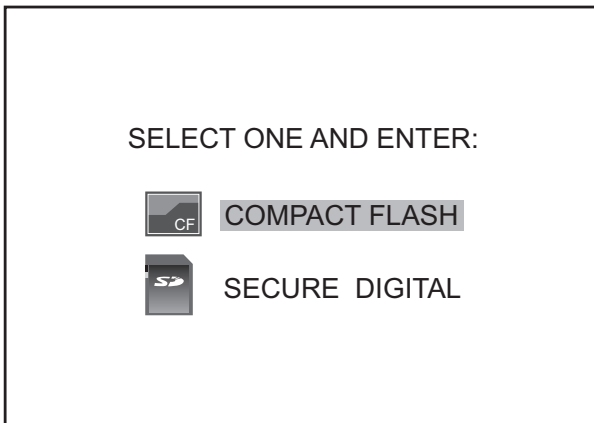 SELECT ONE AND ENTER:
CF
COMPACT FLASH
SD
SECURE DIGITAL